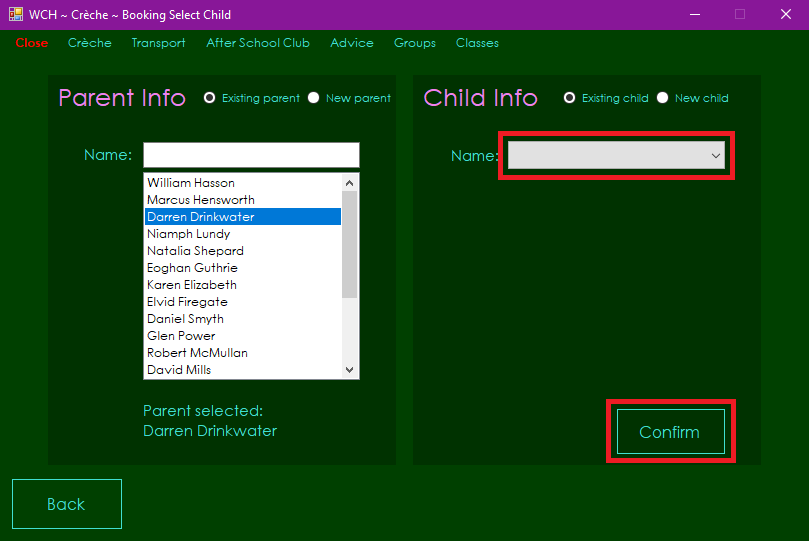 WCH ~ Crèche ~ Booking Select Child
Close Crèche Transport After School Club Advice Groups Classes
Parent Info Existing parent New parent
Name:
William Hasson
Marcus Hensworth
Darren Drinkwater
Niamph Lundy
Natalia Shepard
Eoghan Guthrie
Karen Elizabeth
Elvid Firegate
Daniel Smyth
Glen Power
Robert McMullan
David Mills
Parent selected:
Darren Drinkwater
Child Info Existing child New child
Name:
Confirm
Back